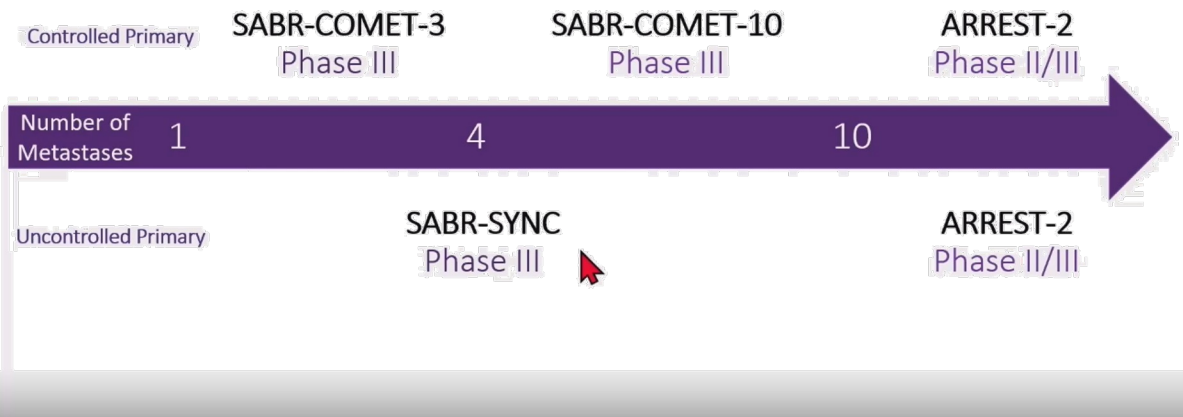 Controlled Primary
SABR-COMET-3
Phase III
SABR-COMET-10
Phase III
ARREST-2
Phase II/III
Number of
Metastases
1
4
10
Uncontrolled Primary
SABR-SYNC
Phase III
ARREST-2
Phase II/III